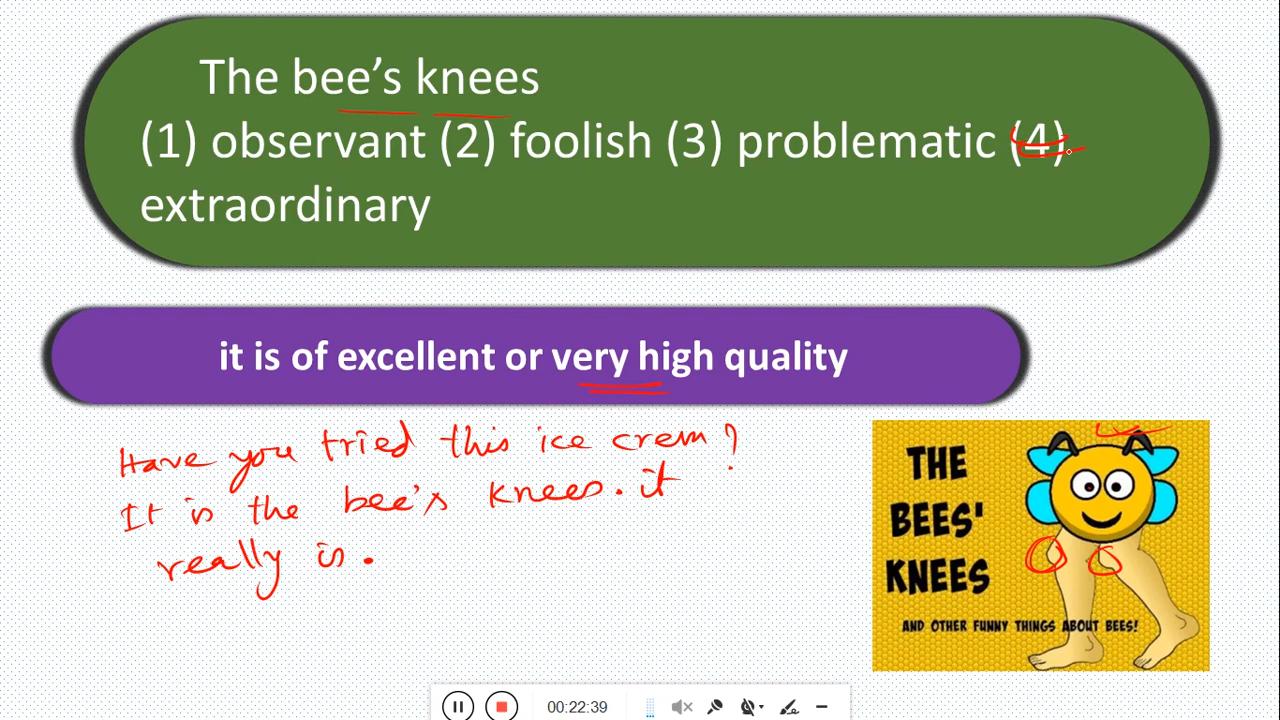 The bee’s knees
(1) observant (2) foolish (3) problematic (4)
extraordinary
it is of excellent or very high quality
Have you tried this ice crem?
It is the bee's knees. it
really is.
THE
BEES'
KNEES
AND OTHER FUNNY THINGS ABOUT BEES!
00:22:39